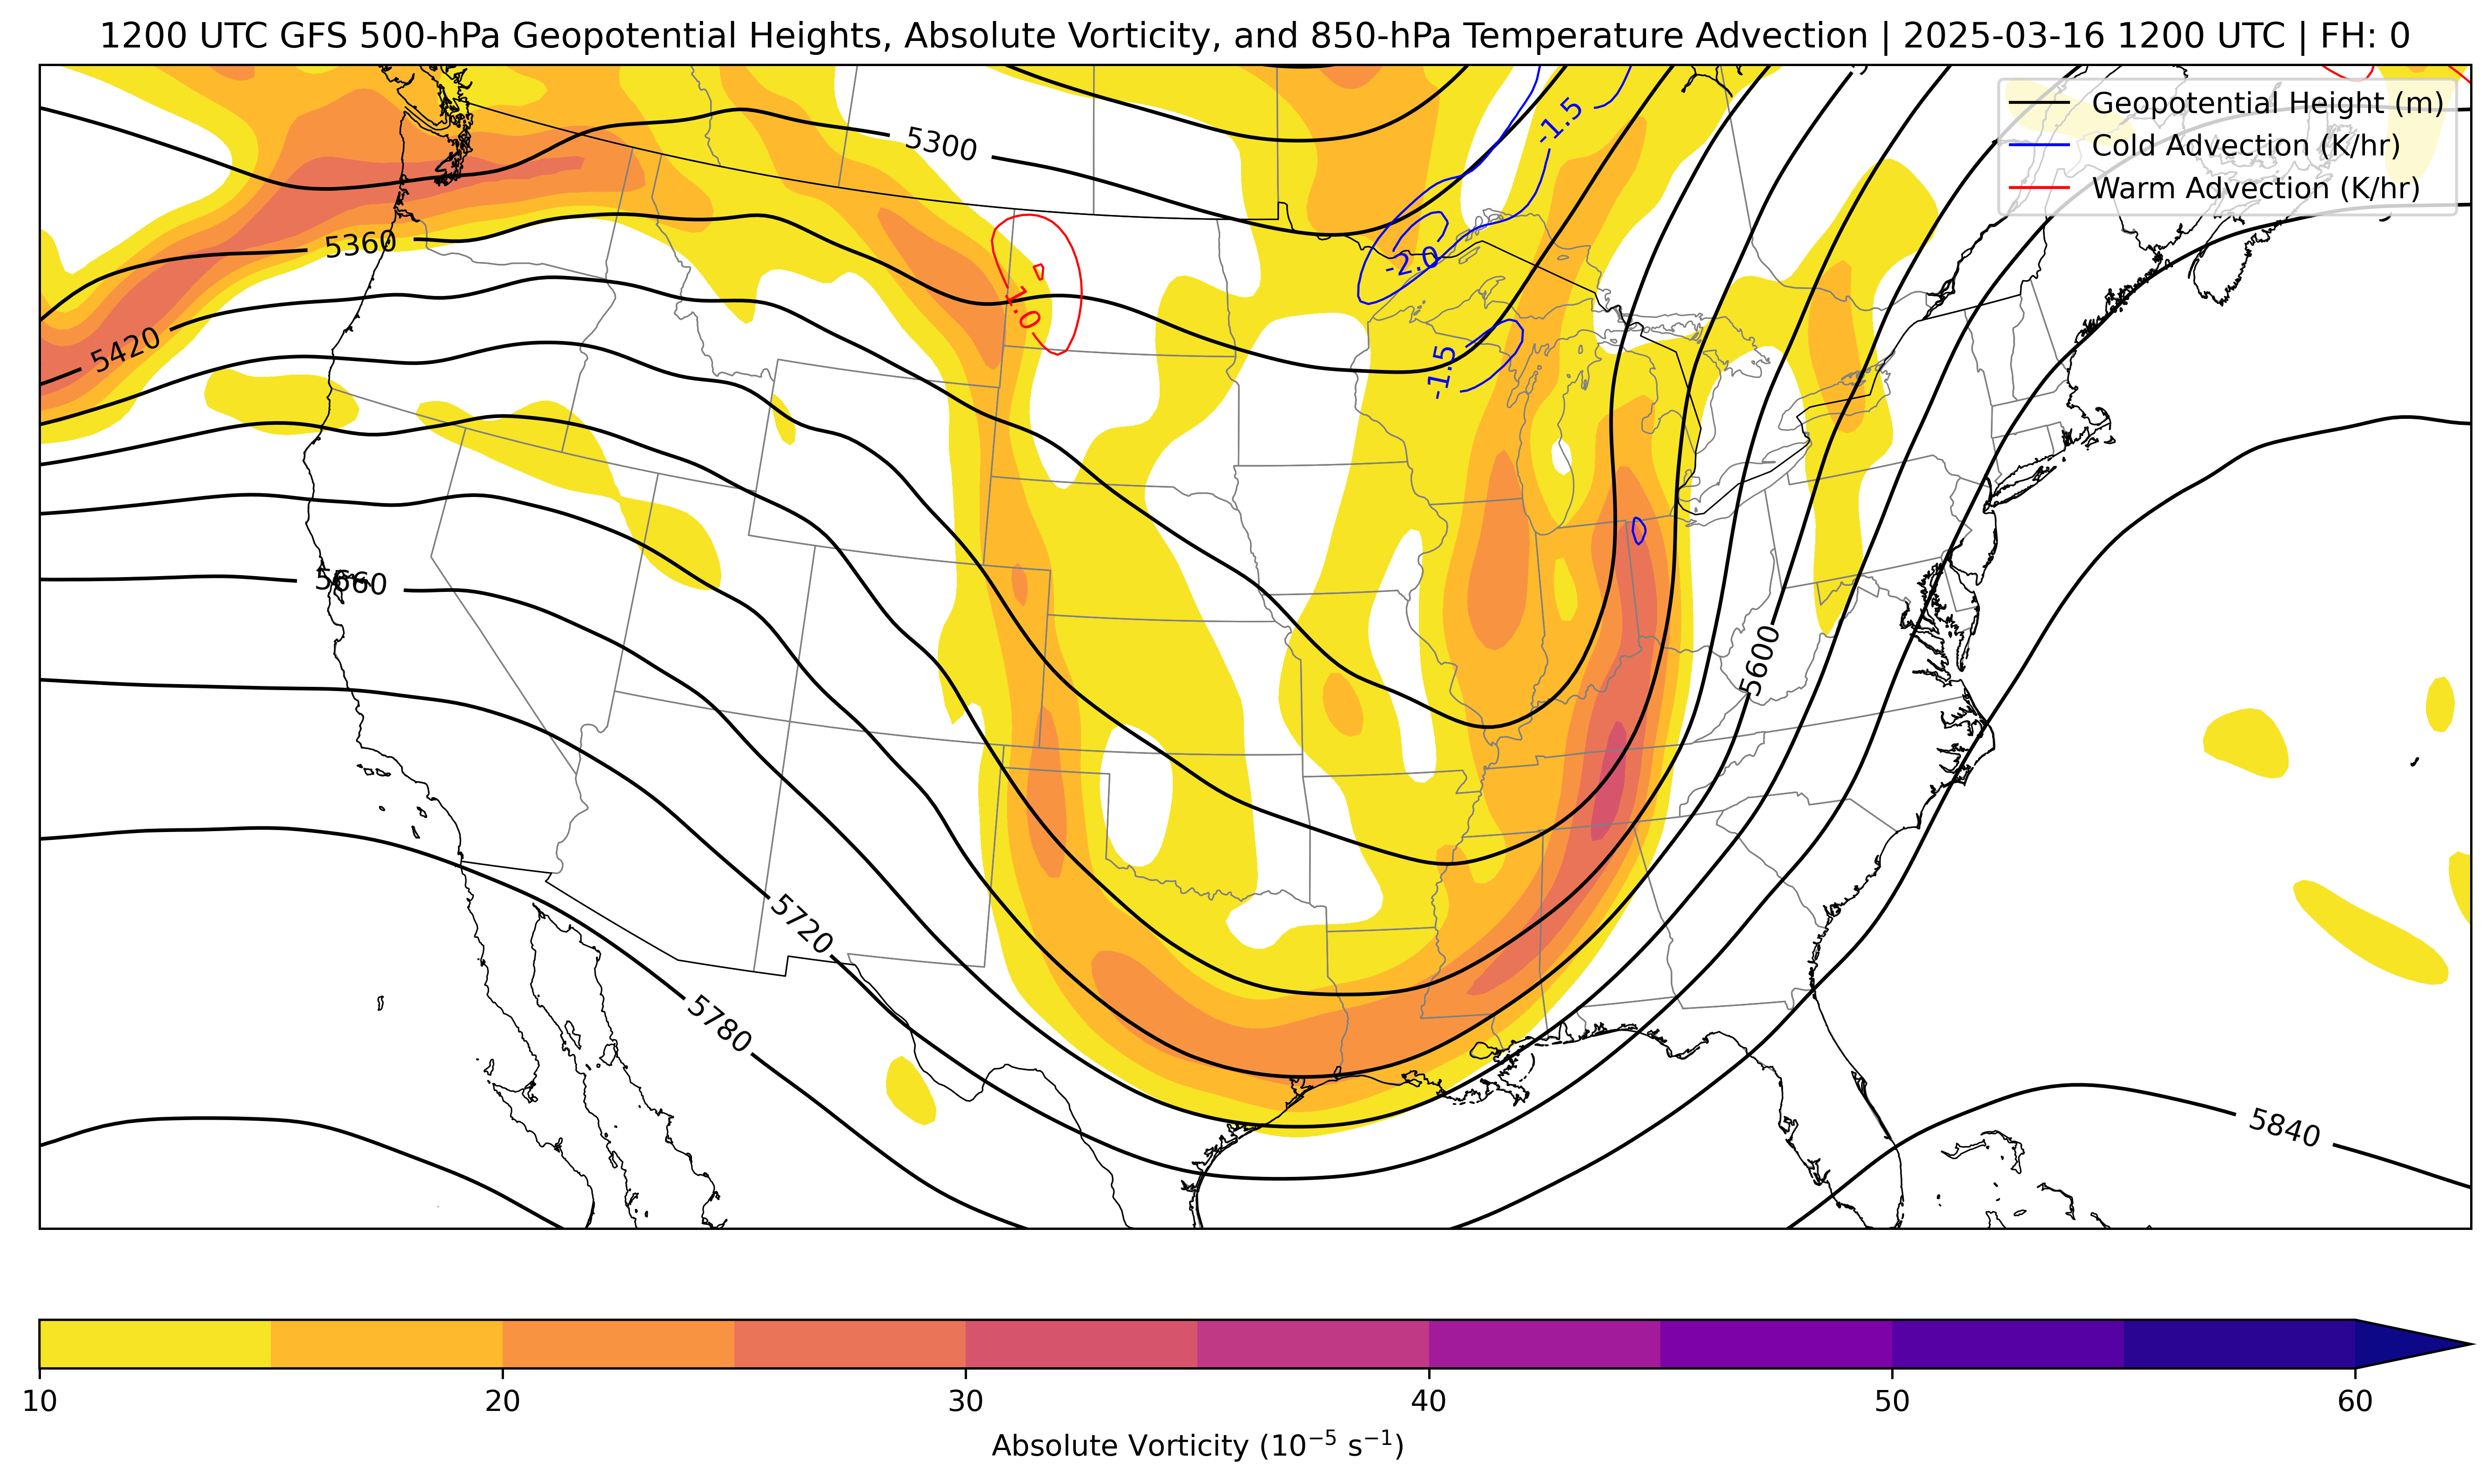 1200 UTC GFS 500-hPa Geopotential Heights, Absolute Vorticity, and 850-hPa Temperature Advection | 2025-03-16 1200 UTC | FH: 0
Geopotential Height (m)
Cold Advection (K/hr)
Warm Advection (K/hr)
-1.5
5300
5360
-2.0
1.0
5420
-1.5
5660
5600
5720
5780
5840
10 20 30 40 50 60
Absolute Vorticity (10⁻⁵ s⁻¹)